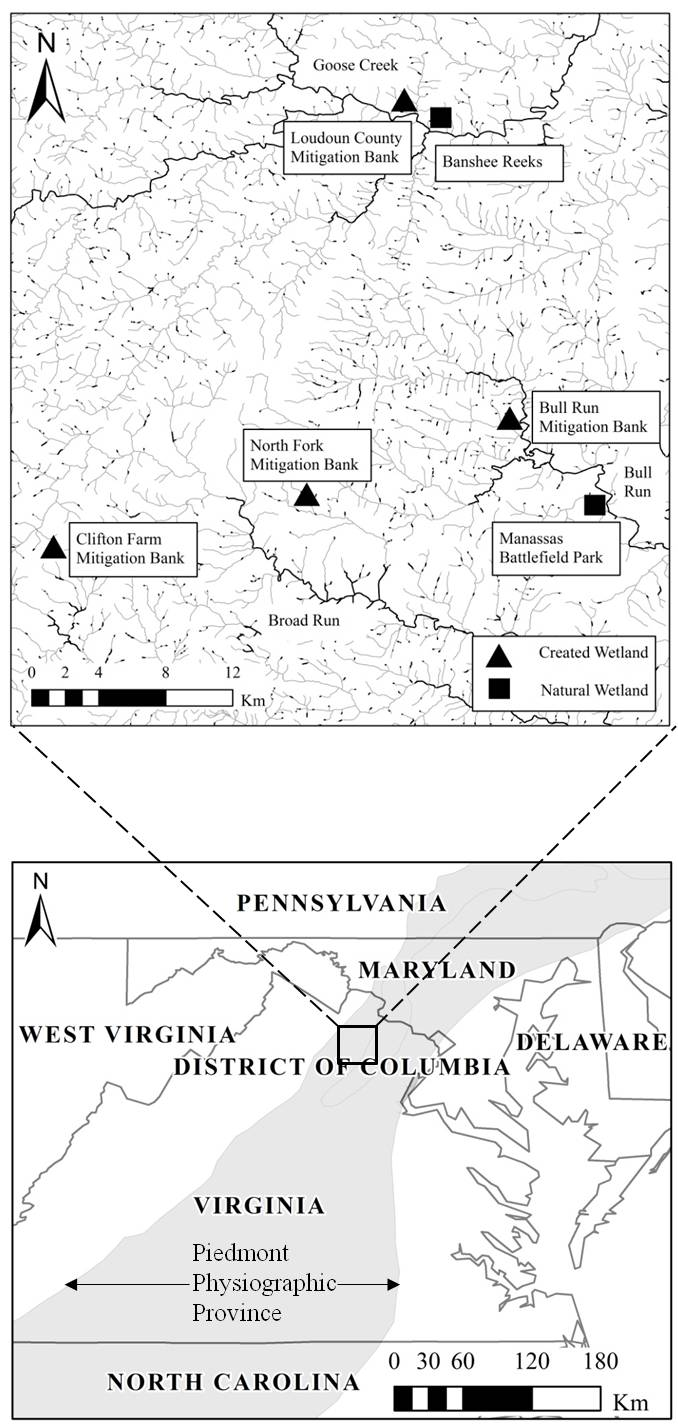 N
Goose Creek
Loudoun County
Mitigation Bank
Banshee Reeks
Bull Run
Mitigation Bank
North Fork
Mitigation Bank
Bull
Run
Clifton Farm
Mitigation Bank
Manassas
Battlefield Park
Broad Run
Created Wetland
Natural Wetland
0 2 4 8 12
Km
N
PENNSYLVANIA
MARYLAND
WEST VIRGINIA
DELAWARE
DISTRICT OF COLUMBIA
VIRGINIA
Piedmont
Physiographic
Province
NORTH CAROLINA
0 30 60 120 180
Km